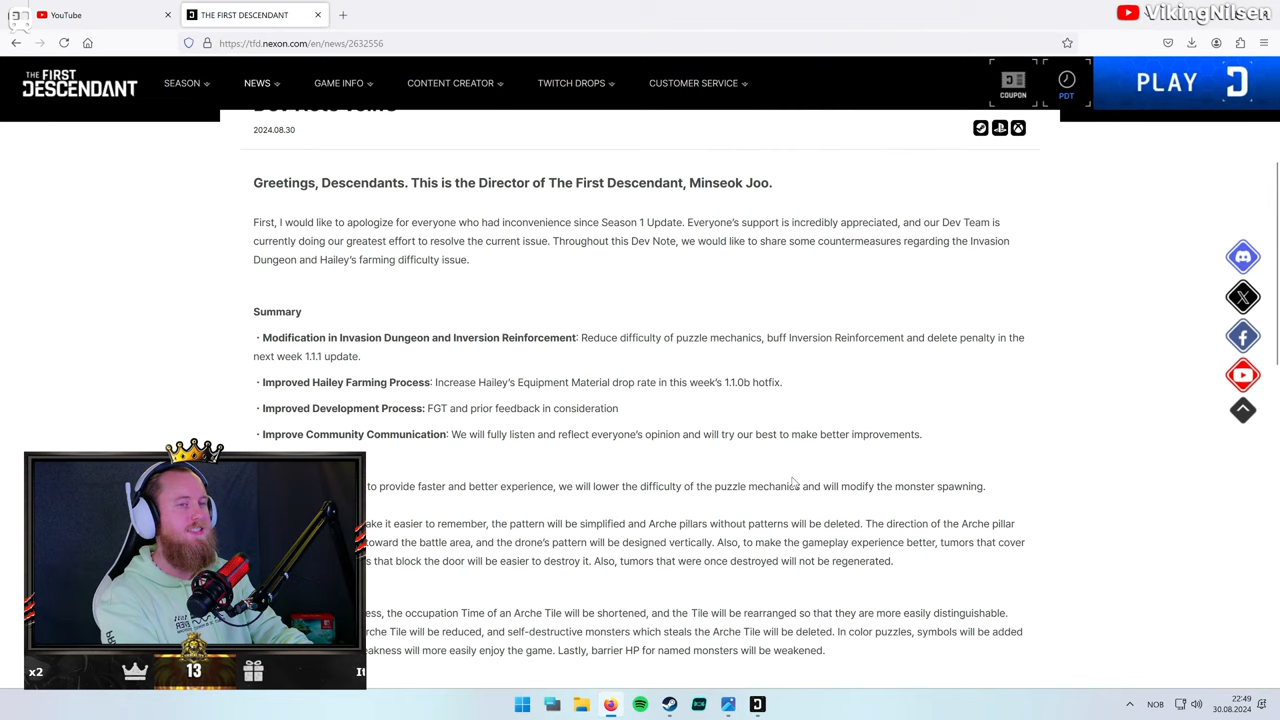 YouTube
THE FIRST DESCENDANT
VikingNilsen
https://tfd.nexon.com/en/news/2632556
THE FIRST DESCENDANT
SEASON
NEWS
GAME INFO
CONTENT CREATOR
TWITCH DROPS
CUSTOMER SERVICE
COUPON
PDT
PLAY
2024.08.30
Greetings, Descendants. This is the Director of The First Descendant, Minseok Joo.
First, I would like to apologize for everyone who had inconvenience since Season 1 Update. Everyone's support is incredibly appreciated, and our Dev Team is
currently doing our greatest effort to resolve the current issue. Throughout this Dev Note, we would like to share some countermeasures regarding the Invasion
Dungeon and Hailey's farming difficulty issue.
Summary
· Modification in Invasion Dungeon and Inversion Reinforcement: Reduce difficulty of puzzle mechanics, buff Inversion Reinforcement and delete penalty in the
next week 1.1.1 update.
· Improved Hailey Farming Process: Increase Hailey's Equipment Material drop rate in this week's 1.1.0b hotfix.
· Improved Development Process: FGT and prior feedback in consideration
· Improve Community Communication: We will fully listen and reflect everyone's opinion and will try our best to make better improvements.
to provide faster and better experience, we will lower the difficulty of the puzzle mechanics and will modify the monster spawning.
ake it easier to remember, the pattern will be simplified and Arche pillars without patterns will be deleted. The direction of the Arche pillar
toward the battle area, and the drone's pattern will be designed vertically. Also, to make the gameplay experience better, tumors that cover
s that block the door will be easier to destroy it. Also, tumors that were once destroyed will not be regenerated.
ess, the occupation Time of an Arche Tile will be shortened, and the Tile will be rearranged so that they are more easily distinguishable.
rche Tile will be reduced, and self-destructive monsters which steals the Arche Tile will be deleted. In color puzzles, symbols will be added
eakness will more easily enjoy the game. Lastly, barrier HP for named monsters will be weakened.
x2
13
It
NOB
22:49
30.08.2024